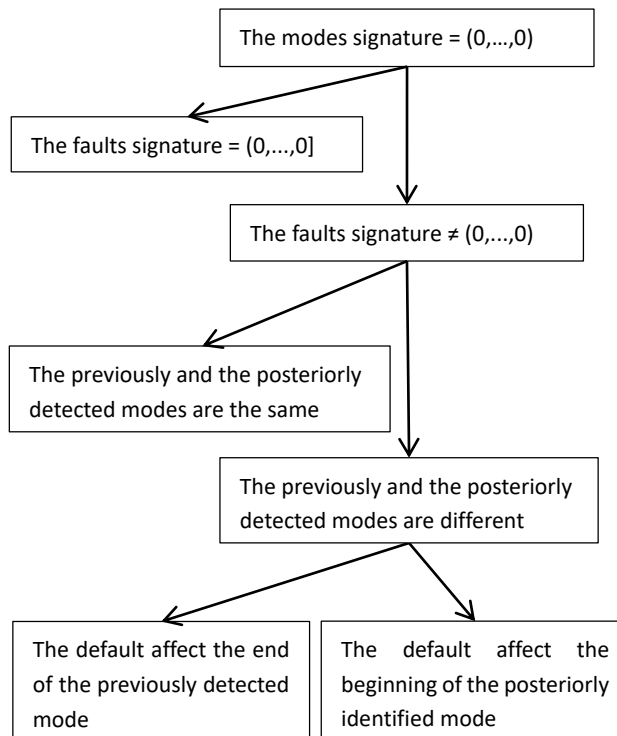 The modes signature = (0,…,0)
The faults signature = (0,...,0]
The faults signature ≠ (0,...,0)
The previously and the posteriorly
detected modes are the same
The previously and the posteriorly
detected modes are different
The default affect the end
of the previously detected
mode
The default affect the
beginning of the posteriorly
identified mode